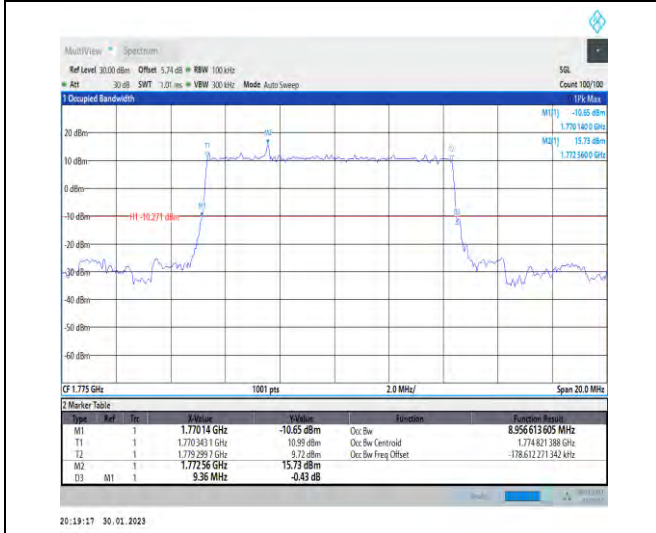 MultiView Spectrum
Ref Level 30.00 dBm Offset 5.74 dB RBW 100 kHz SGL
Att 30 dB SWT 1.01 ms VBW 300 kHz Mode Auto Sweep Count 100/100
1 Occupied Bandwidth 1Pk Max
M1[1] -10.65 dBm
1.770 140 0 GHz
M2[1] 15.73 dBm
1.772 560 0 GHz
20 dBm
M2
T1
10 dBm
0 dBm
M1
-10 dBm
H1 -10.271 dBm
-20 dBm
-30 dBm
-40 dBm
-50 dBm
-60 dBm
CF 1.775 GHz 1001 pts 2.0 MHz/ Span 20.0 MHz
2 Marker Table
Type Ref Trc X-Value Y-Value Function Function Result
M1 1 1.77014 GHz -10.65 dBm Occ Bw 8.956 613 605 MHz
T1 1 1.770 343 1 GHz 10.99 dBm Occ Bw Centroid 1.774 821 388 GHz
T2 1 1.779 299 7 GHz 9.72 dBm Occ Bw Freq Offset -178.612 271 342 kHz
M2 1 1.77256 GHz 15.73 dBm
D3 M1 1 9.36 MHz -0.43 dB
20:19:17 30.01.2023